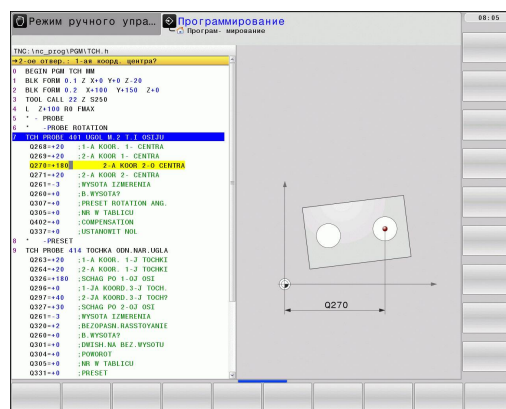 Режим ручного упра...
Программирование
Програм- мирование
08:05
TNC:\nc_prog\PGM\TCH.h
→2-ое отвер.: 1-ая коорд. центра?
0 BEGIN PGM TCH MM
1 BLK FORM 0.1 Z X+0 Y+0 Z-20
2 BLK FORM 0.2 X+100 Y+150 Z+0
3 TOOL CALL 22 Z S250
4 L Z+100 R0 FMAX
5 * - PROBE
6 * -PROBE ROTATION
7 TCH PROBE 401 UGOL M.2 T.I OSIJU
Q268=+20 ;1-A KOOR. 1- CENTRA
Q269=+20 ;2-A KOOR 1- CENTRA
Q270=+180 2-A KOOR 2-O CENTRA
Q271=+20 ;2-A KOOR 2- CENTRA
Q261=-3 ;WYSOTA IZMERENIA
Q260=+0 ;B.WYSOTA?
Q307=+0 ;PRESET ROTATION ANG.
Q305=+0 ;NR W TABLICU
Q402=+0 ;COMPENSATION
Q337=+0 ;USTANOWIT NOL
8 * -PRESET
9 TCH PROBE 414 TOCHKA ODN.NAR.UGLA
Q263=+20 ;1-A KOOR. 1-J TOCHKI
Q264=+20 ;2-A KOOR. 1-J TOCHKI
Q326=+180 ;SCHAG PO 1-OJ OSI
Q296=+0 ;1-JA KOORD.3-J TOCH.
Q297=+40 ;2-JA KOORD.3-J TOCH?
Q327=+30 ;SCHAG PO 2-OJ OSI
Q261=-3 ;WYSOTA IZMERENIA
Q320=+2 ;BEZOPASN.RASSTOYANIE
Q260=+0 ;B.WYSOTA?
Q301=+0 ;DWISH.NA BEZ.WYSOTU
Q304=+0 ;POWOROT
Q305=+0 ;NR W TABLICU
Q331=+0 ;PRESET
Q270